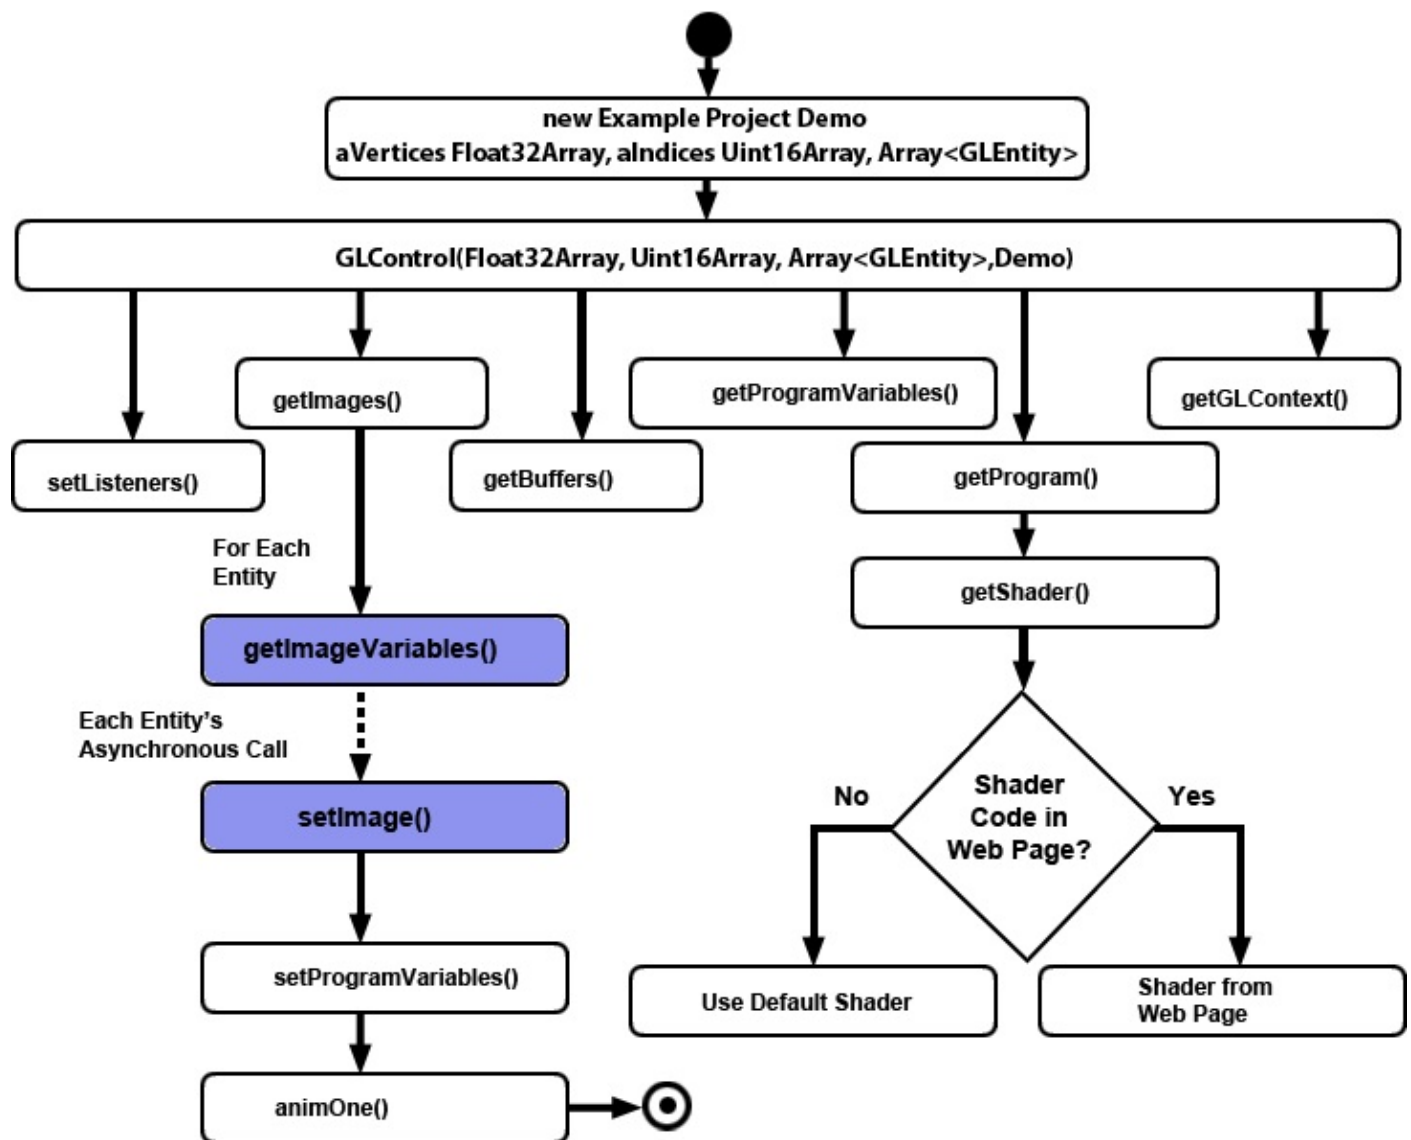 new Example Project Demo
aVertices Float32Array, aIndices Uint16Array, Array<GLEntity>
GLControl(Float32Array, Uint16Array, Array<GLEntity>,Demo)
getImages()
getProgramVariables()
getGLContext()
setListeners()
getBuffers()
getProgram()
For Each
Entity
getShader()
getImageVariables()
Each Entity's
Asynchronous Call
No
Shader
Code in
Web Page?
Yes
setImage()
setProgramVariables()
Use Default Shader
Shader from
Web Page
animOne()